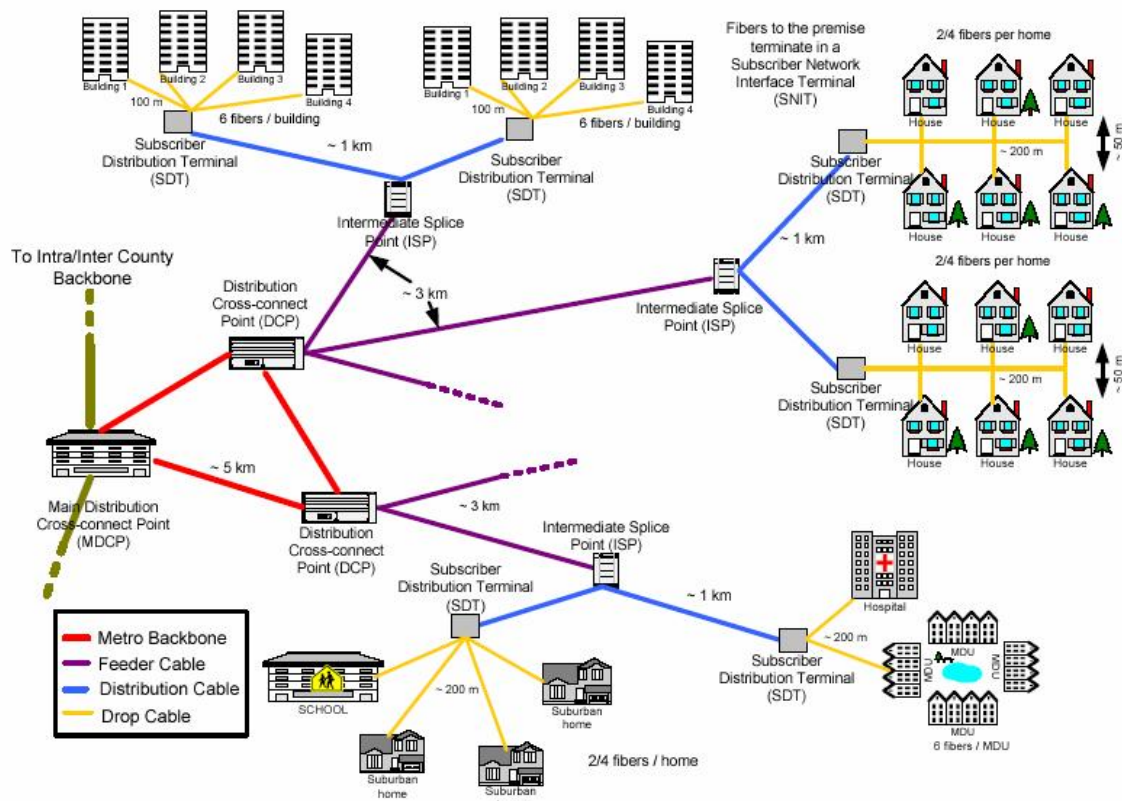 Building 1
Building 2
Building 3
Building 4
100 m
6 fibers / building
Subscriber
Distribution Terminal
(SDT)
~ 1 km
Building 1
Building 2
Building 3
Building 4
100 m
6 fibers / building
Subscriber
Distribution Terminal
(SDT)
Intermediate Splice
Point (ISP)
Fibers to the premise
terminate in a
Subscriber Network
Interface Terminal
(SNIT)
2/4 fibers per home
House
House
House
Subscriber
Distribution Terminal
(SDT)
~ 200 m
~ 50 m
House
House
House
~ 1 km
2/4 fibers per home
House
House
House
Subscriber
Distribution Terminal
(SDT)
~ 200 m
~ 50 m
House
House
House
To Intra/Inter County
Backbone
Distribution
Cross-connect
Point (DCP)
~ 3 km
Intermediate Splice
Point (ISP)
~ 5 km
Main Distribution
Cross-connect Point
(MDCP)
Distribution
Cross-connect
Point (DCP)
~ 3 km
Intermediate Splice
Point (ISP)
Subscriber
Distribution Terminal
(SDT)
~ 1 km
Hospital
~ 200 m
Subscriber
Distribution Terminal
(SDT)
MDU
MDU
MDU
MDU
6 fibers / MDU
SCHOOL
~ 200 m
Suburban
home
Suburban
home
Suburban
2/4 fibers / home
Metro Backbone
Feeder Cable
Distribution Cable
Drop Cable